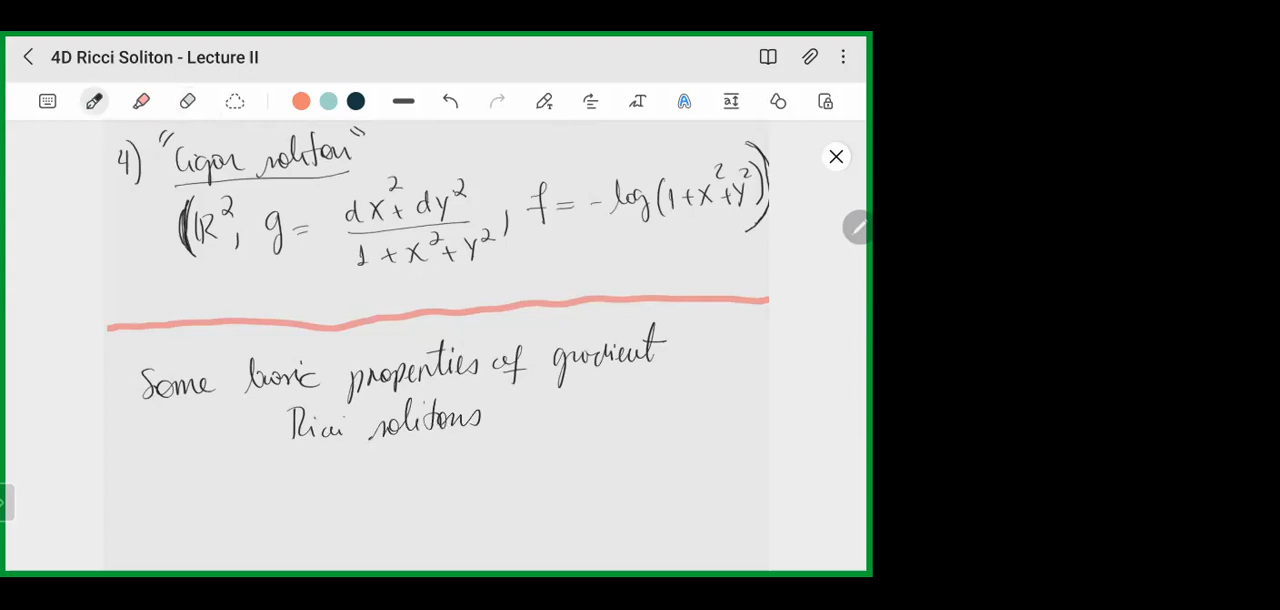 4D Ricci Soliton - Lecture II
4) "Cigar soliton"
(ℝ², g = (dx² + dy²)/(1 + x² + y²), f = - log(1 + x² + y²))
Some basic properties of gradient
Ricci solitons